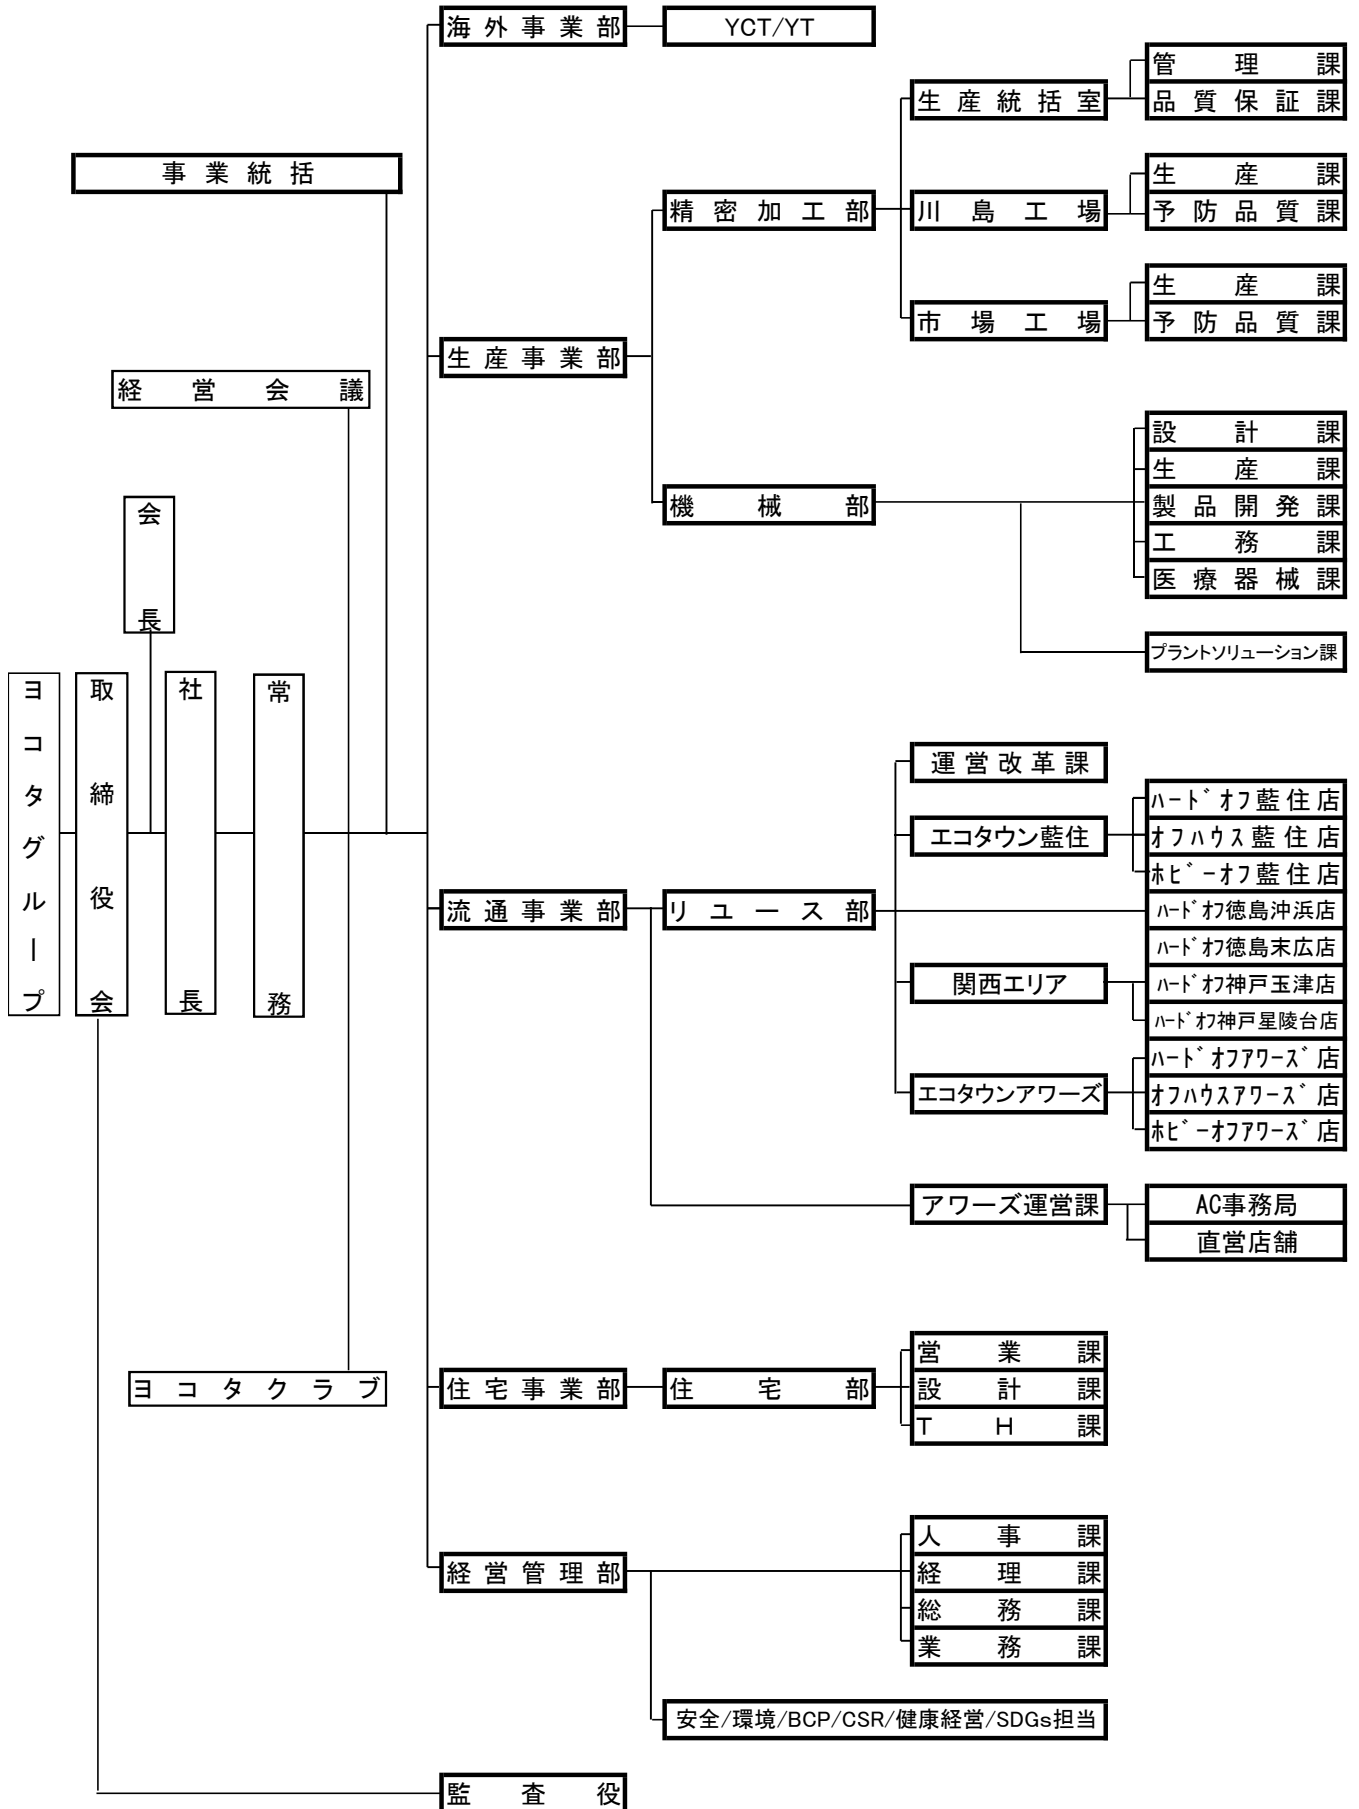 海外事業部
YCT/YT
管理課
生産統括室
品質保証課
事業統括
生産課
精密加工部
川島工場
予防品質課
生産課
市場工場
予防品質課
生産事業部
経営会議
設計課
生産課
機械部
製品開発課
会長
工務課
医療器械課
プラントソリューション課
ヨコタグループ
取締役会
社長
常務
運営改革課
ハードオフ藍住店
エコタウン藍住
オフハウス藍住店
ホビーオフ藍住店
流通事業部
リユース部
ハードオフ徳島沖浜店
ハードオフ徳島末広店
関西エリア
ハードオフ神戸玉津店
ハードオフ神戸星陵台店
ハードオフアワーズ店
エコタウンアワーズ
オフハウスアワーズ店
ホビーオフアワーズ店
アワーズ運営課
AC事務局
直営店舗
営業課
ヨコタクラブ
住宅事業部
住宅部
設計課
TH課
人事課
経営管理部
経理課
総務課
業務課
安全/環境/BCP/CSR/健康経営/SDGs担当
監査役